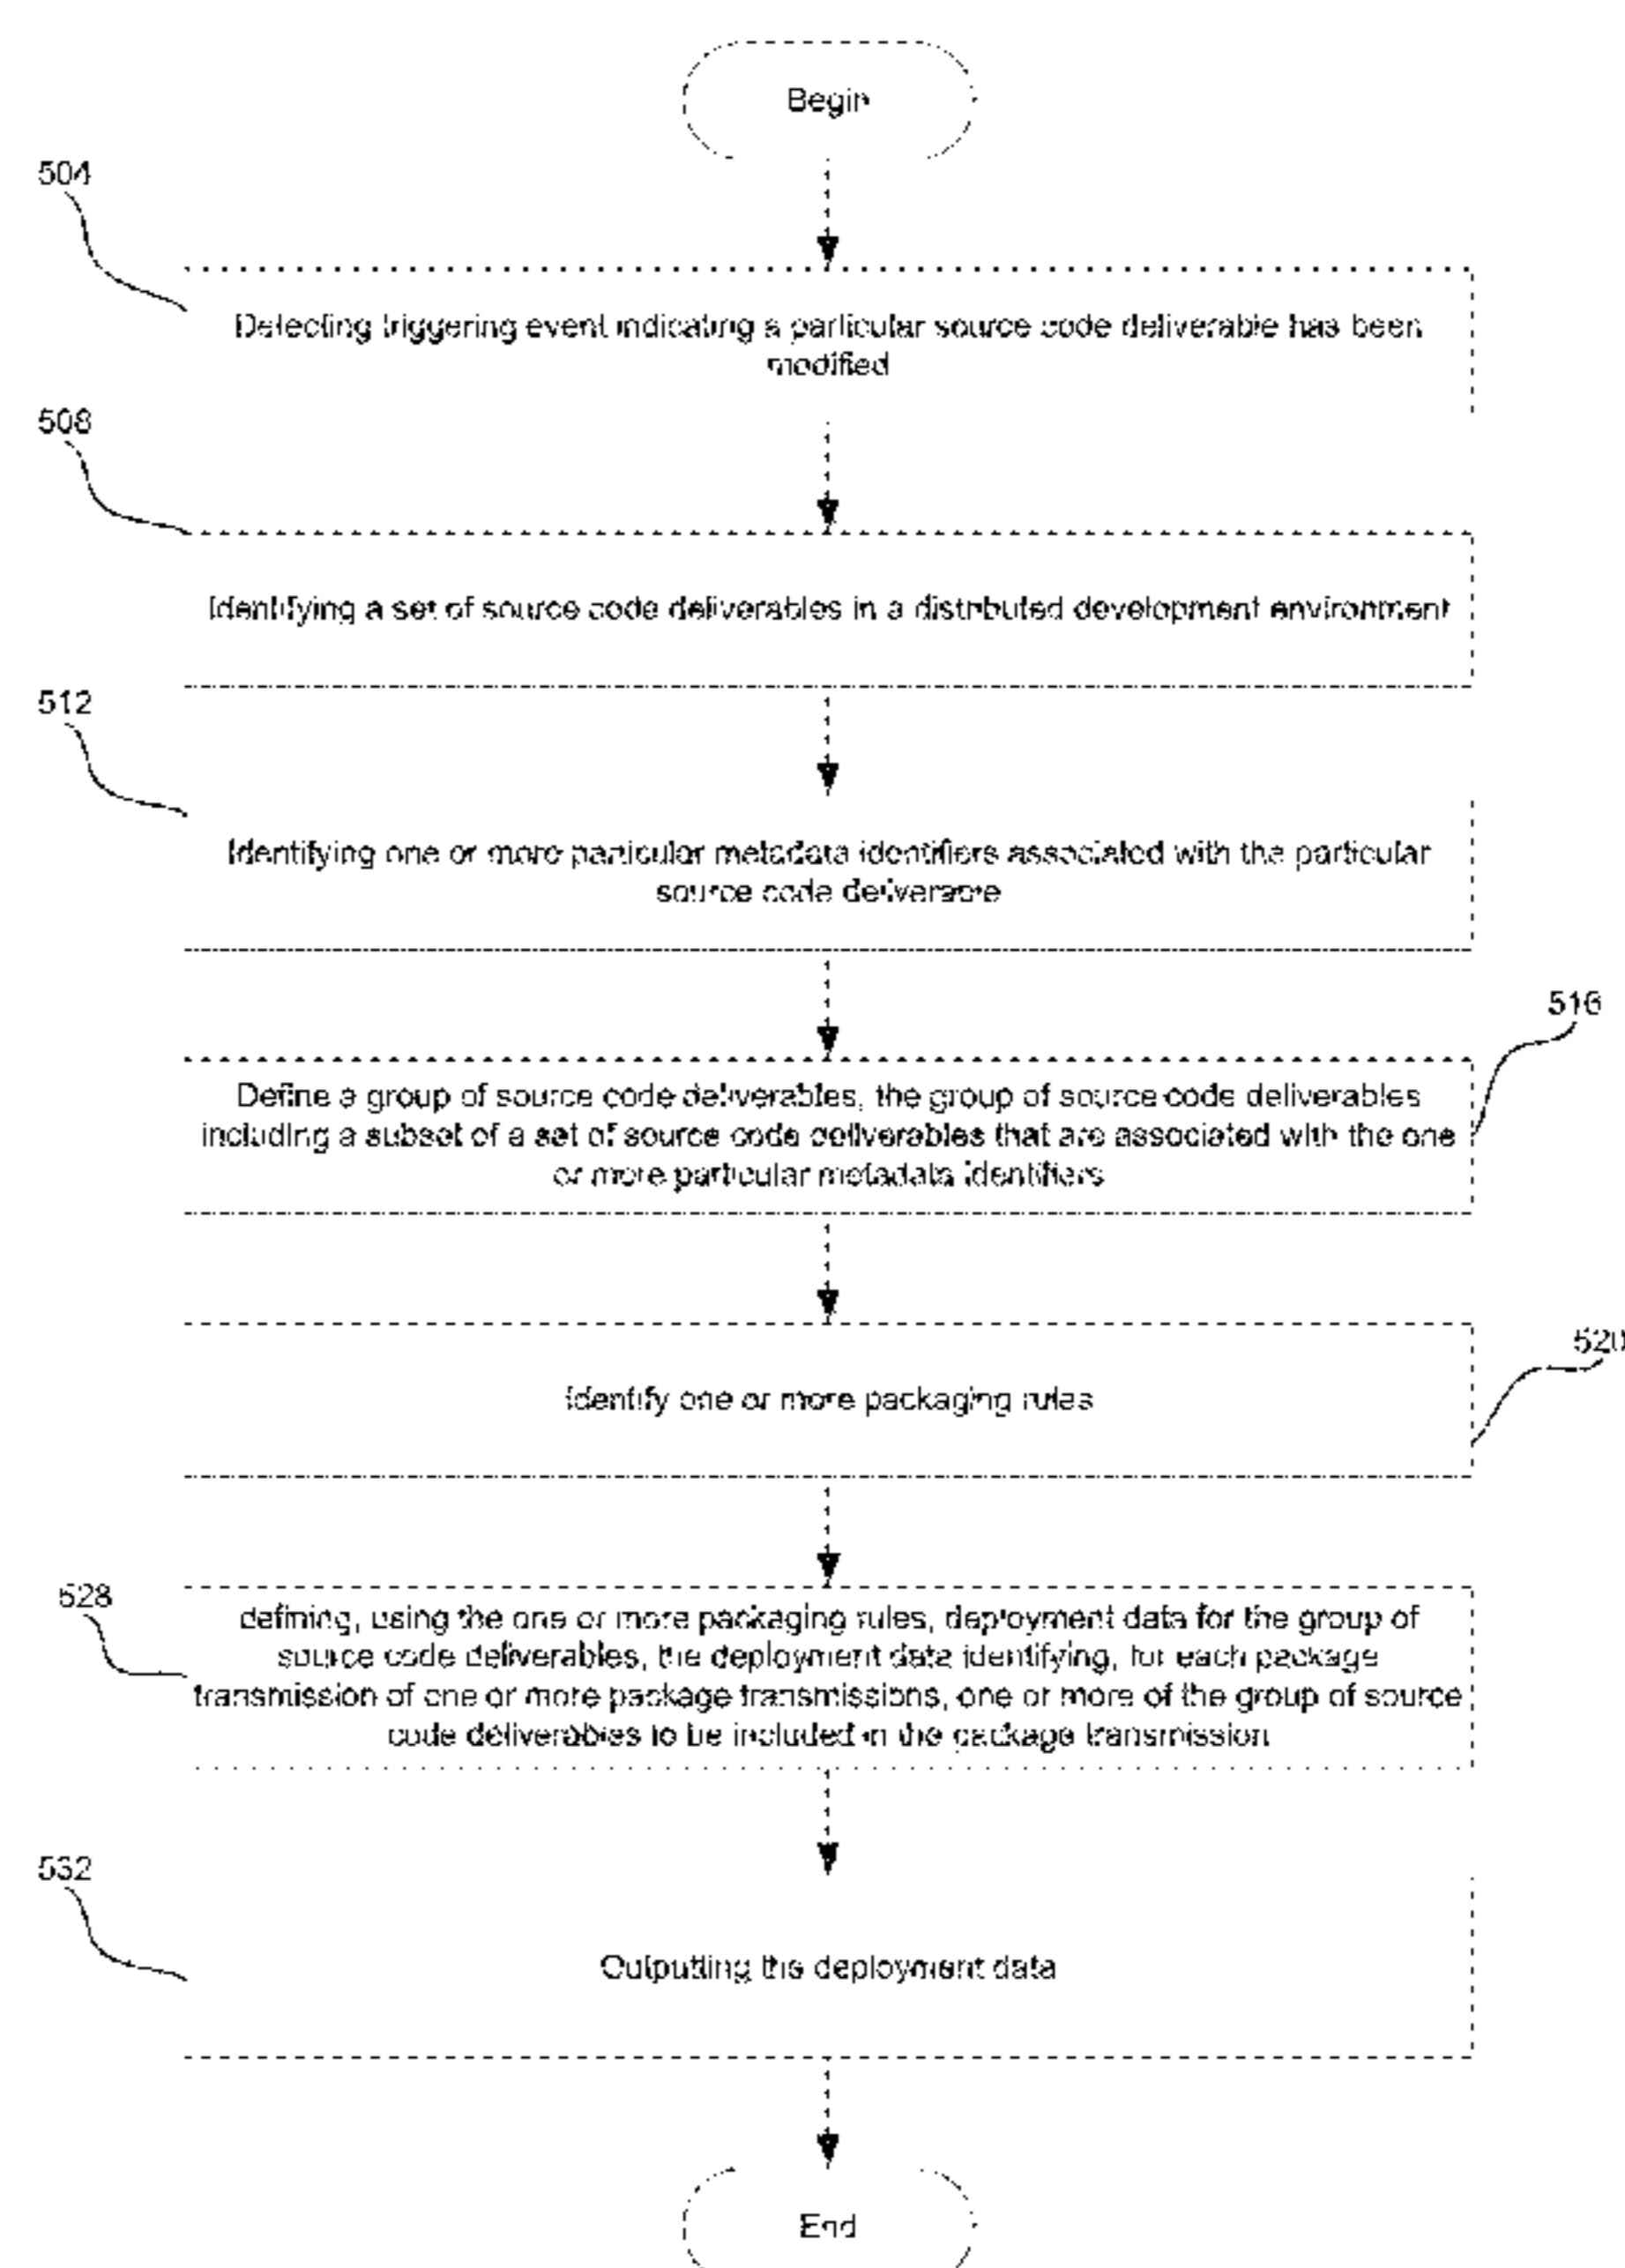 Begin
504
Detecting triggering event indicating a particular source code deliverable has been
modified
508
Identifying a set of source code deliverables in a distributed development environment
512
Identifying one or more particular metadata identifiers associated with the particular
source code deliverable
516
Define a group of source code deliverables, the group of source code deliverables
including a subset of a set of source code deliverables that are associated with the one
or more particular metadata identifiers
520
Identify one or more packaging rules
528
defining, using the one or more packaging rules, deployment data for the group of
source code deliverables, the deployment data identifying, for each package
transmission of one or more package transmissions, one or more of the group of source
code deliverables to be included in the package transmission
532
Outputting the deployment data
End